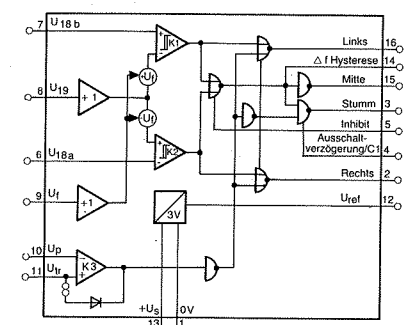 7 U18b
K1
Links 16
Δ f Hysterese 14
+Uf
Mitte 15
8 U19
+1
Stumm 3
-Uf
Inhibit 5
Ausschalt-
verzögerung/C1 4
6 U18a
K2
Rechts 2
9 Uf
+1
3V
Uref 12
10 Up
11 Utr
K3
+Us 0V
13 1